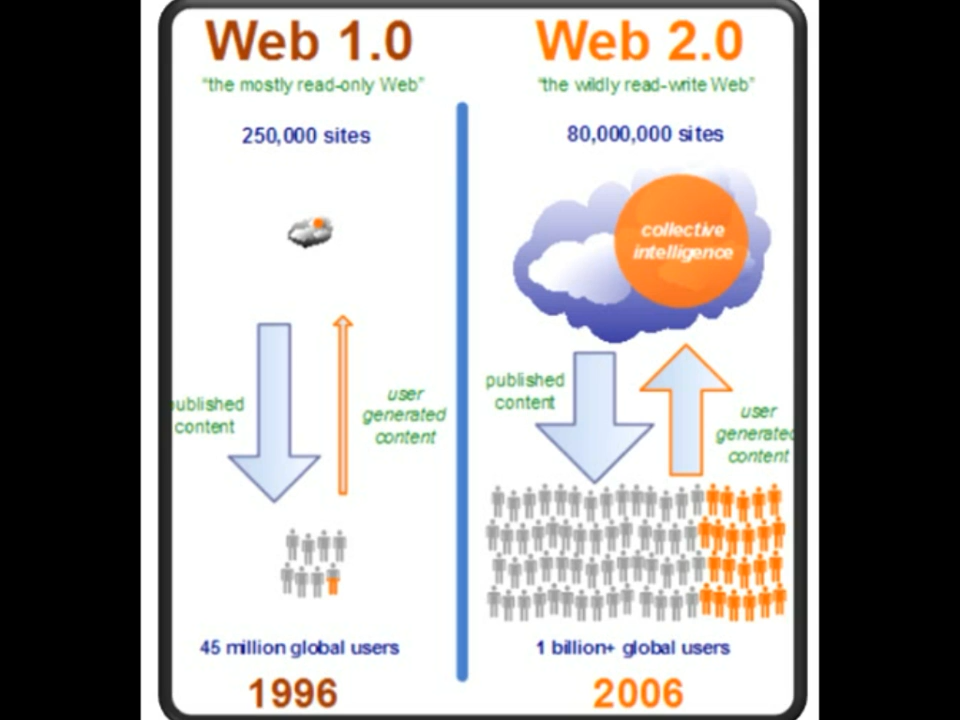 Web 1.0
"the mostly read-only Web"
250,000 sites
published
content
user
generated
content
45 million global users
1996
Web 2.0
"the wildly read-write Web"
80,000,000 sites
collective
intelligence
published
content
user
generated
content
1 billion+ global users
2006